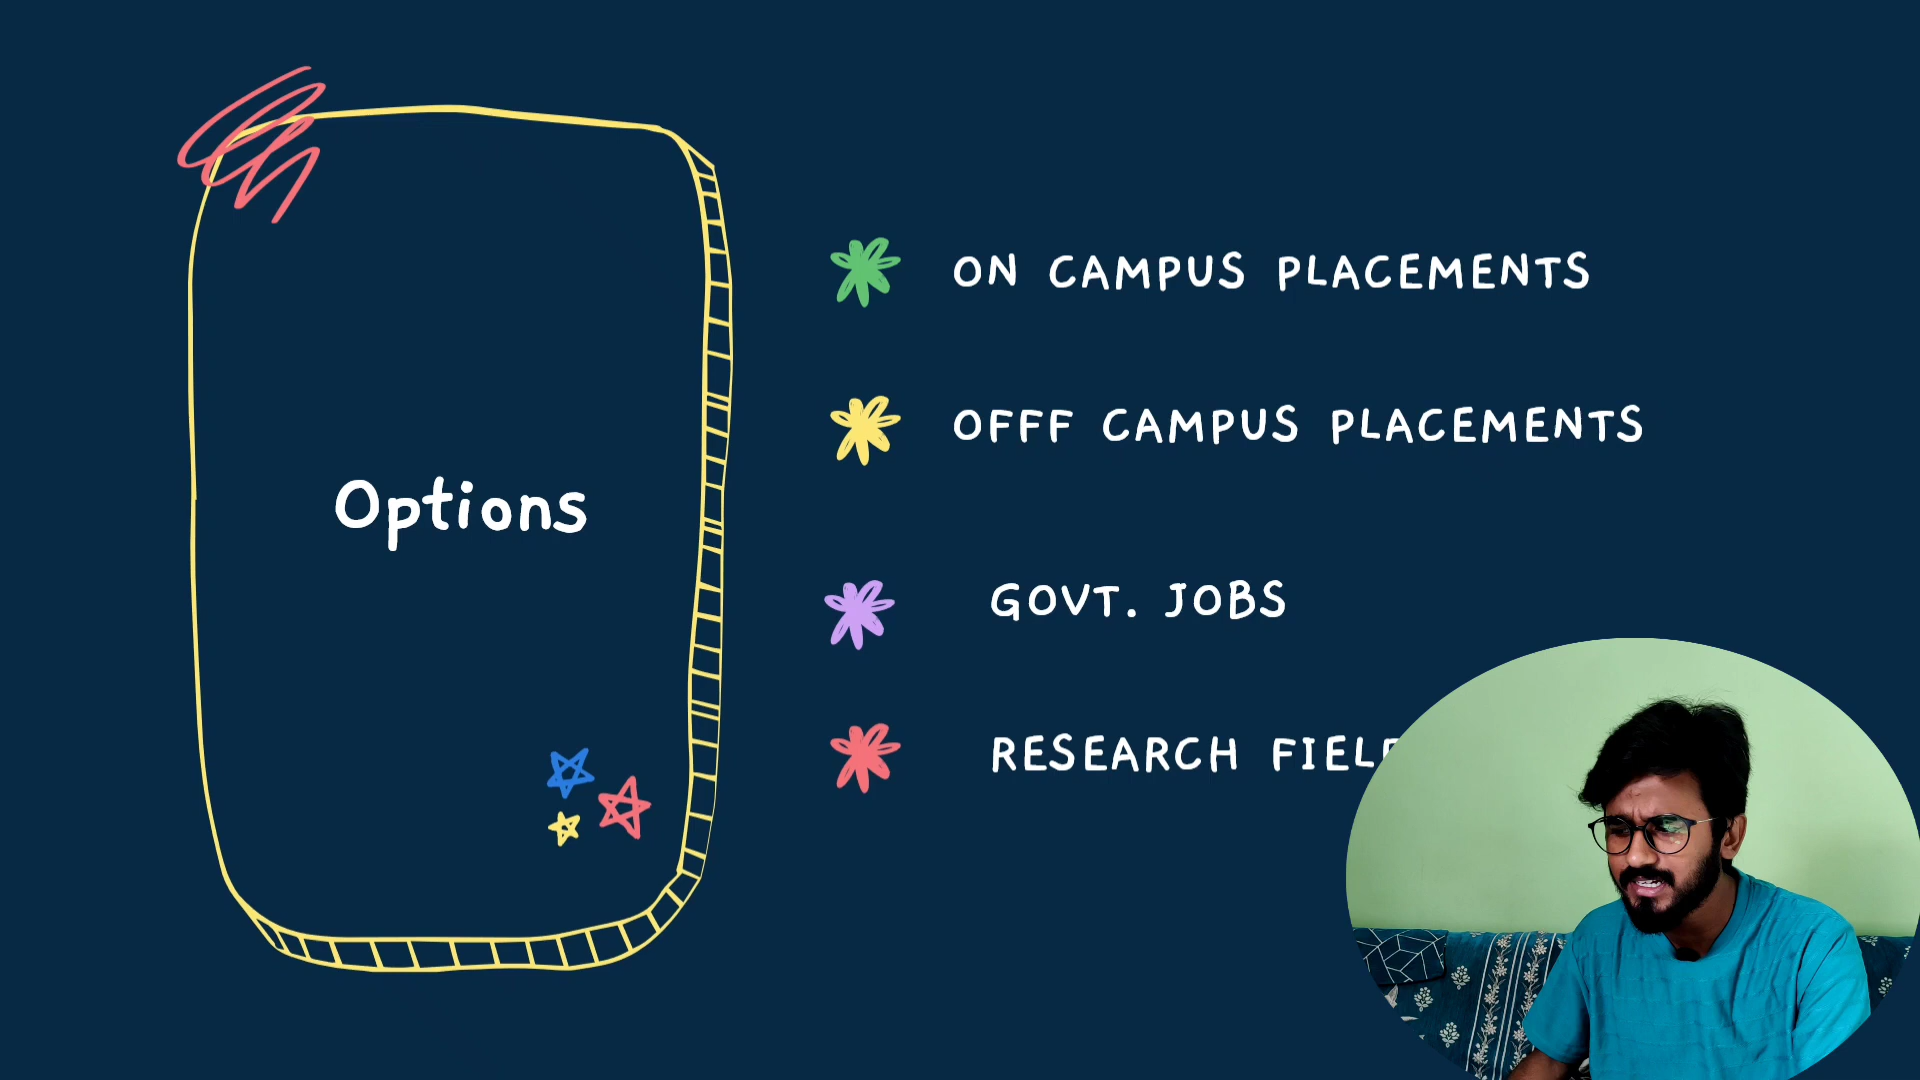 Options
ON CAMPUS PLACEMENTS
OFFF CAMPUS PLACEMENTS
GOVT. JOBS
RESEARCH